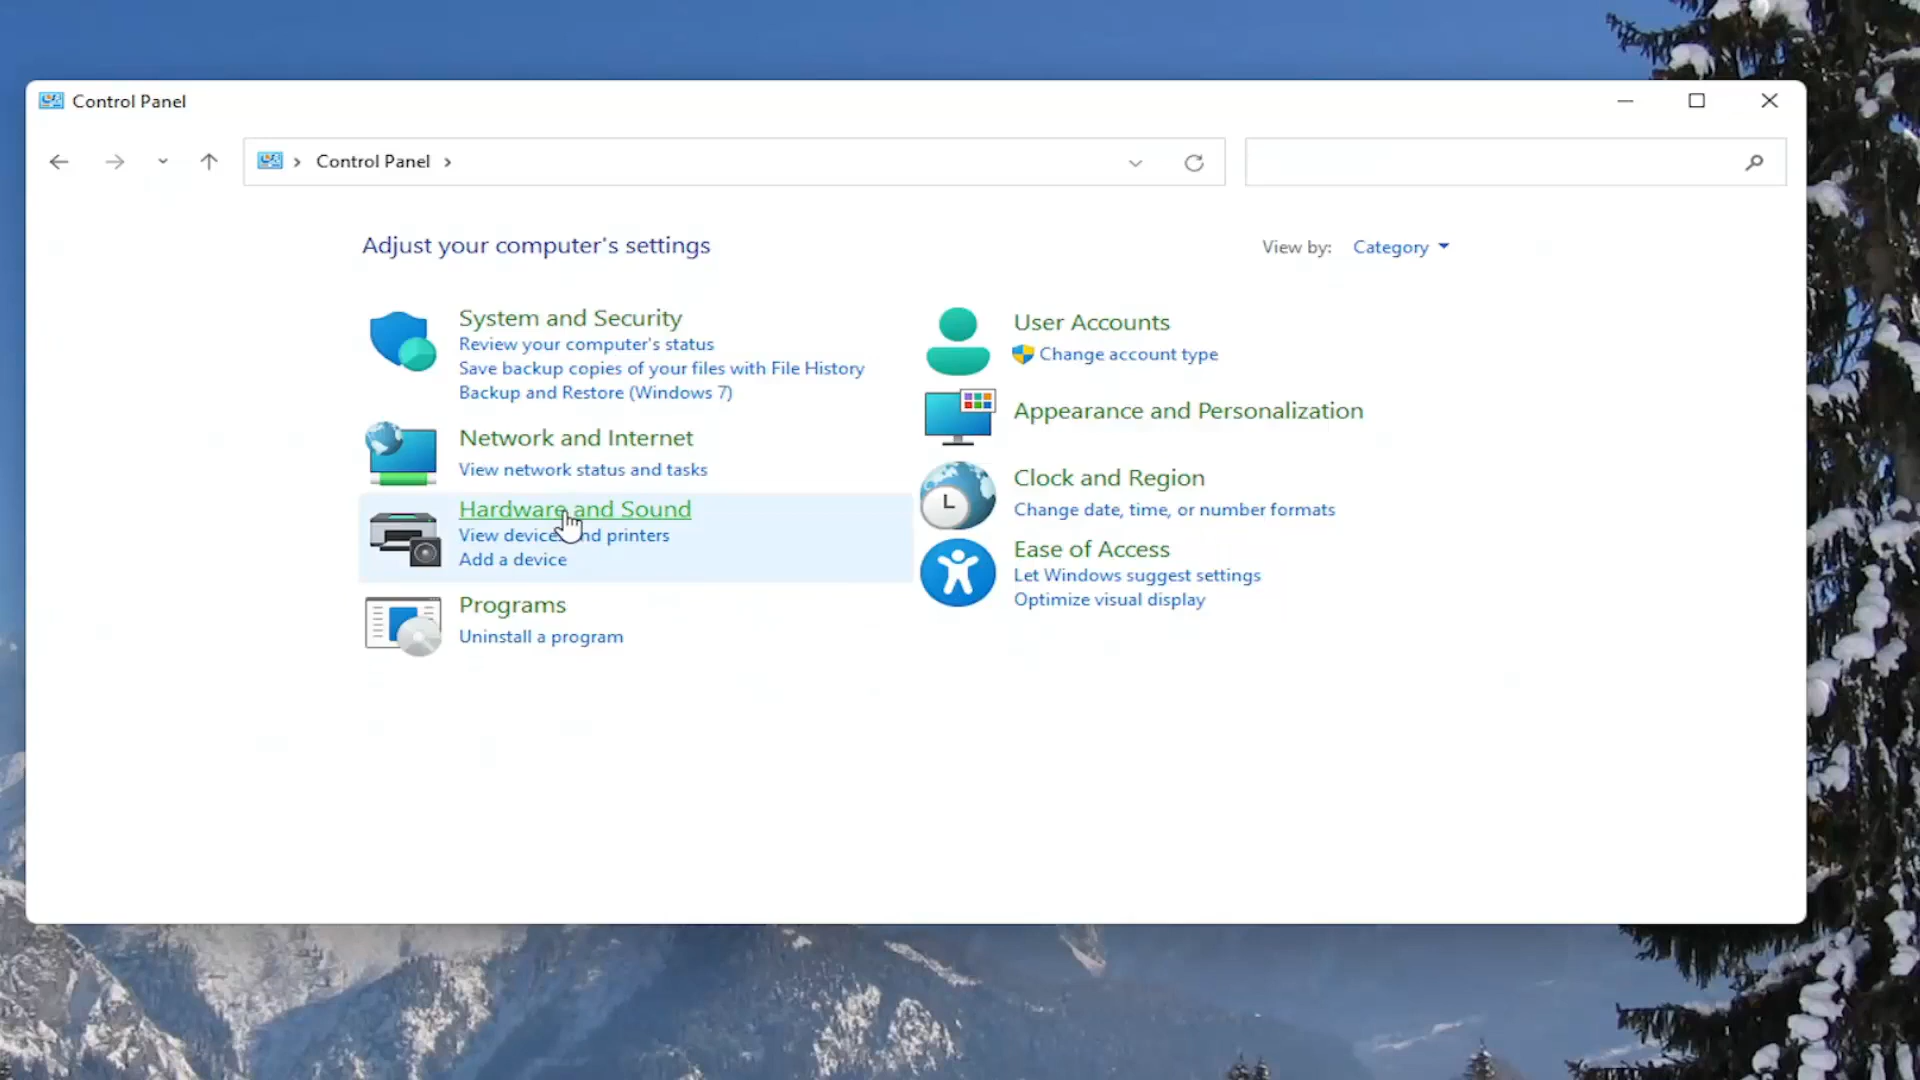 Control Panel
Control Panel
Adjust your computer's settings
View by: Category
System and Security
Review your computer's status
Save backup copies of your files with File History
Backup and Restore (Windows 7)
Network and Internet
View network status and tasks
Hardware and Sound
View devices and printers
Add a device
Programs
Uninstall a program
User Accounts
Change account type
Appearance and Personalization
Clock and Region
Change date, time, or number formats
Ease of Access
Let Windows suggest settings
Optimize visual display